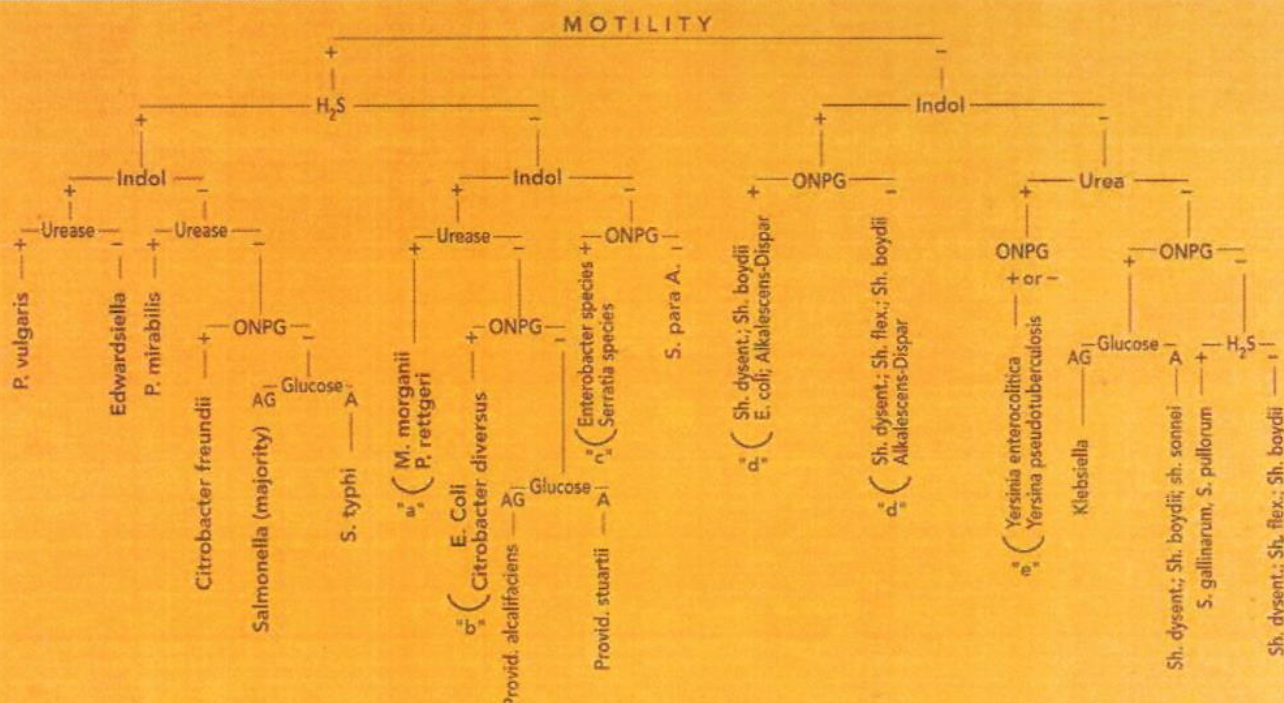 MOTILITY
+ -
H₂S
+ -
Indol
+ -
Indol
+ -
Indol
+ -
ONPG
+ -
Urea
+ -
Urease
+ -
Urease
+ -
Urease
+ -
ONPG
+ -
ONPG
+ or -
ONPG
+ -
ONPG
+ -
ONPG
+ -
Glucose
AG A
Glucose
AG A
Glucose
AG A
H₂S
+ -
P. vulgaris
Edwardsiella
P. mirabilis
Citrobacter freundii
Salmonella (majority)
S. typhi
"a" ( M. morganii
P. rettgeri
"b" ( E. Coli
Citrobacter diversus
Provid. alcalifaciens
Provid. stuartii
"c" ( Enterobacter species
Serratia species
S. para A.
"d" ( Sh. dysent.; Sh. boydii
E. coli; Alkalescens-Dispar
"d" ( Sh. dysent.; Sh. flex.; Sh. boydii
Alkalescens-Dispar
"e" ( Yersinia enterocolitica
Yersina pseudotuberculosis
Klebsiella
Sh. dysent.; Sh. boydii; sh. sonnei
S. gallinarum, S. pullorum
Sh. dysent.; Sh. flex.; Sh. boydii